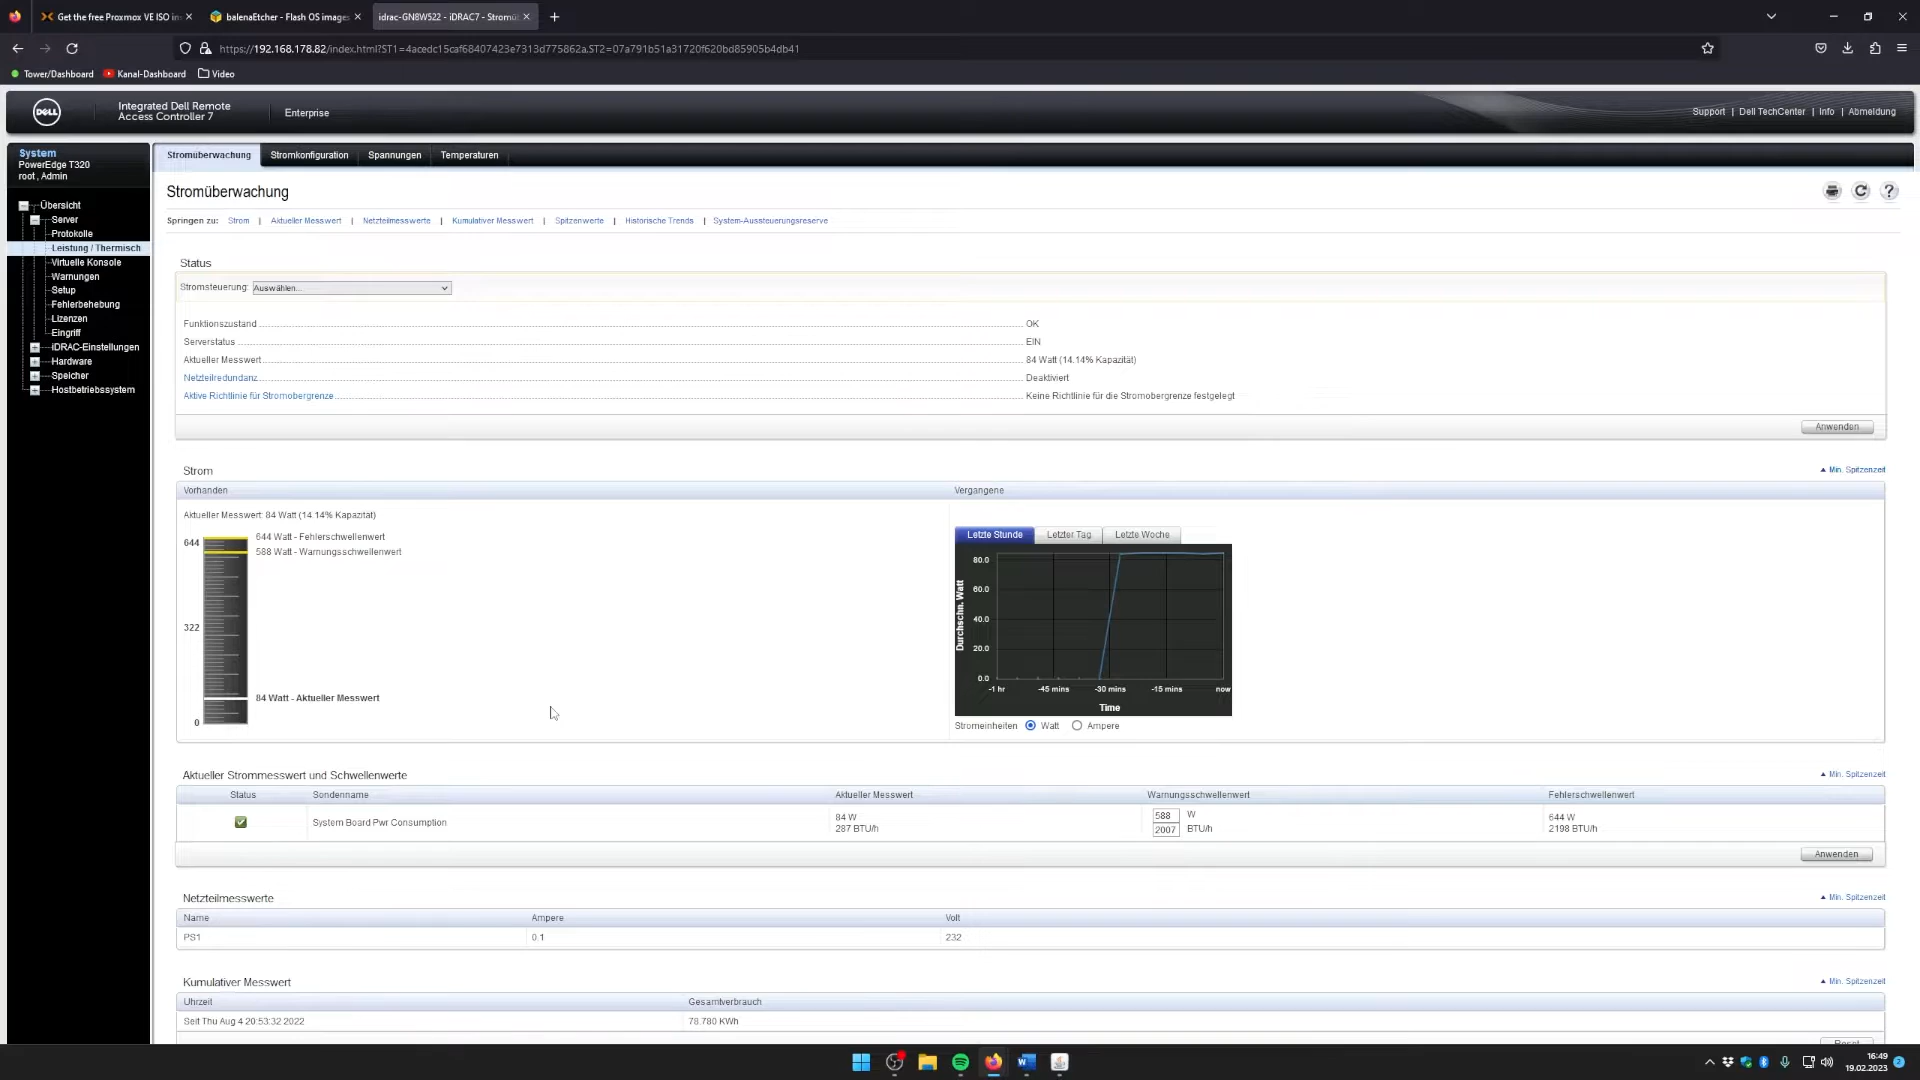 Get the free Proxmox VE ISO in
balenaEtcher - Flash OS images
idrac-GN8W522 - iDRAC7 - Stromü
https://192.168.178.82/index.html?ST1=4acedc15caf68407423e7313d775862a,ST2=07a791b51a31720f620bd85905b4db41
Tower/Dashboard
Kanal-Dashboard
Video
DELL
Integrated Dell Remote
Access Controller 7
Enterprise
Support | Dell TechCenter | Info | Abmeldung
System
PowerEdge T320
root , Admin
Übersicht
Server
Protokolle
Leistung / Thermisch
Virtuelle Konsole
Warnungen
Setup
Fehlerbehebung
Lizenzen
Eingriff
iDRAC-Einstellungen
Hardware
Speicher
Hostbetriebssystem
Stromüberwachung
Stromkonfiguration
Spannungen
Temperaturen
Stromüberwachung
Springen zu: Strom | Aktueller Messwert | Netzteilmesswerte | Kumulativer Messwert | Spitzenwerte | Historische Trends | System-Aussteuerungsreserve
Status
Stromsteuerung: Auswählen...
Funktionszustand OK
Serverstatus EIN
Aktueller Messwert 84 Watt (14.14% Kapazität)
Netzteilredundanz Deaktiviert
Aktive Richtlinie für Stromobergrenze Keine Richtlinie für die Stromobergrenze festgelegt
Anwenden
Strom
Min. Spitzenzeit
Vorhanden
Vergangene
Aktueller Messwert: 84 Watt (14.14% Kapazität)
644
644 Watt - Fehlerschwellenwert
588 Watt - Warnungsschwellenwert
322
84 Watt - Aktueller Messwert
0
Letzte Stunde
Letzter Tag
Letzte Woche
Durchschn. Watt
80.0
60.0
40.0
20.0
0.0
-1 hr -45 mins -30 mins -15 mins now
Time
Stromeinheiten Watt Ampere
Aktueller Strommesswert und Schwellenwerte
Min. Spitzenzeit
Status Sondenname Aktueller Messwert Warnungsschwellenwert Fehlerschwellenwert
System Board Pwr Consumption
84 W
287 BTU/h
588 W
2007 BTU/h
644 W
2198 BTU/h
Anwenden
Netzteilmesswerte
Min. Spitzenzeit
Name Ampere Volt
PS1 0.1 232
Kumulativer Messwert
Min. Spitzenzeit
Uhrzeit Gesamtverbrauch
Seit Thu Aug 4 20:53:32 2022 78.780 KWh
Reset
16:49
19.02.2023
2